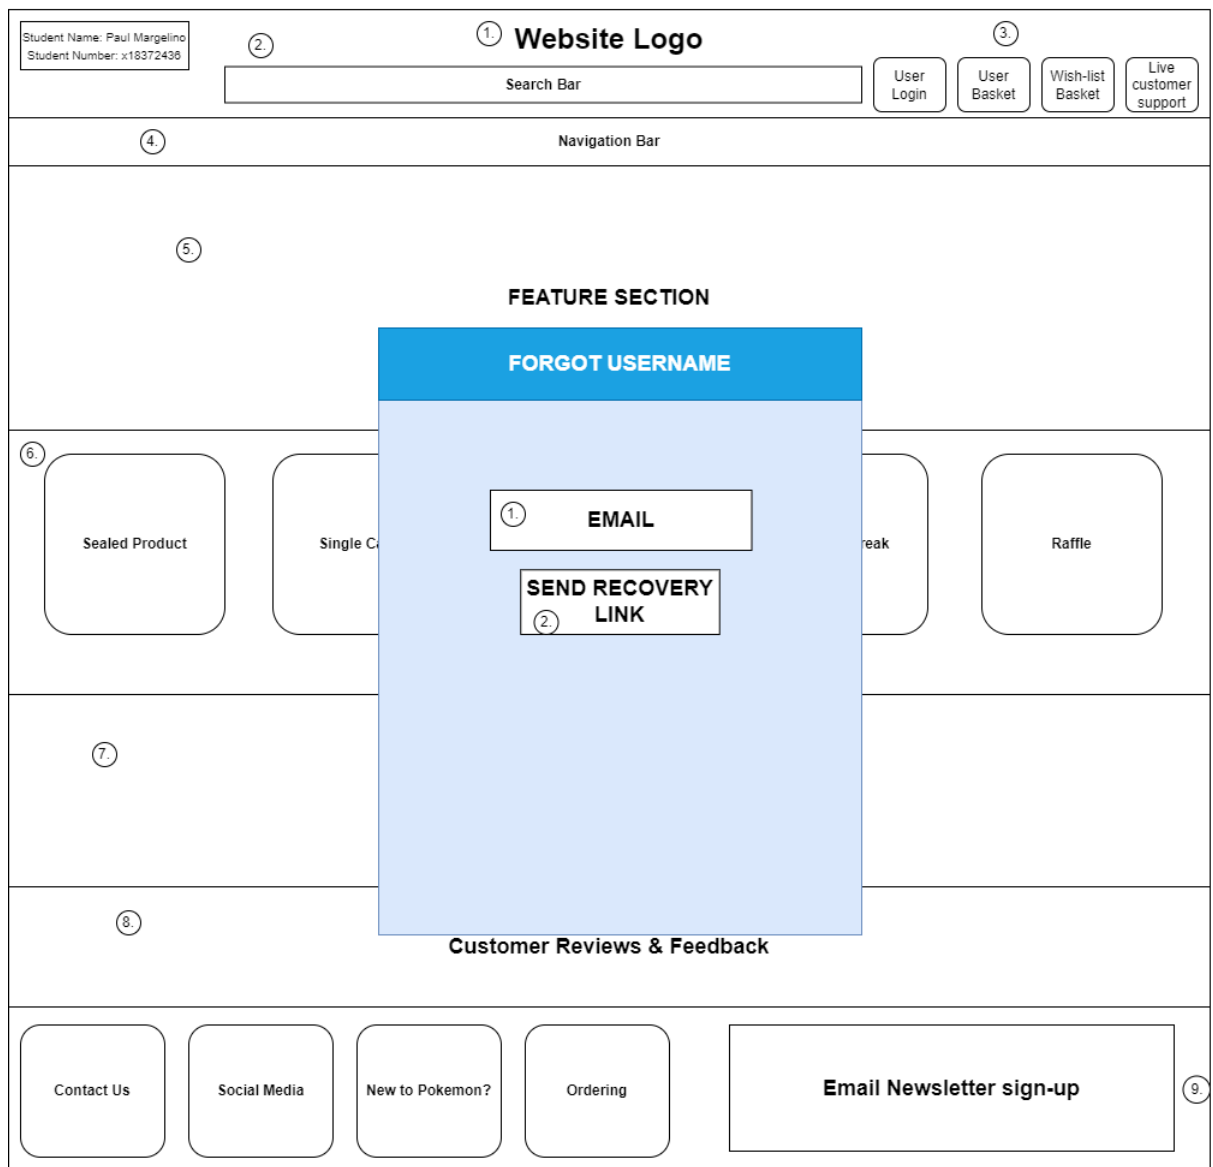 Student Name: Paul Margelino
Student Number: x18372436
2.
1.
Website Logo
3.
Search Bar
User
Login
User
Basket
Wish-list
Basket
Live
customer
support
4.
Navigation Bar
5.
FEATURE SECTION
FORGOT USERNAME
6.
Sealed Product
Single Ca
reak
Raffle
1.
EMAIL
SEND RECOVERY
LINK
2.
7.
8.
Customer Reviews & Feedback
Contact Us
Social Media
New to Pokemon?
Ordering
Email Newsletter sign-up
9.